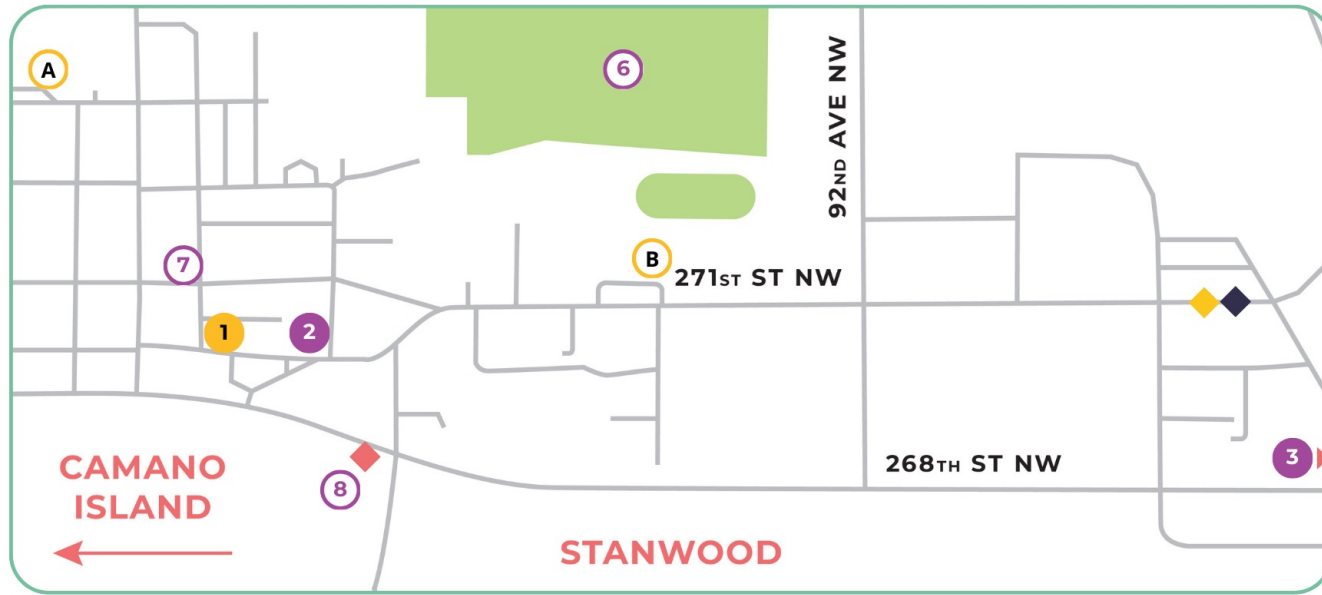 A
6
92ND AVE NW
7
B
271ST ST NW
1
2
CAMANO
ISLAND
268TH ST NW
3
8
STANWOOD